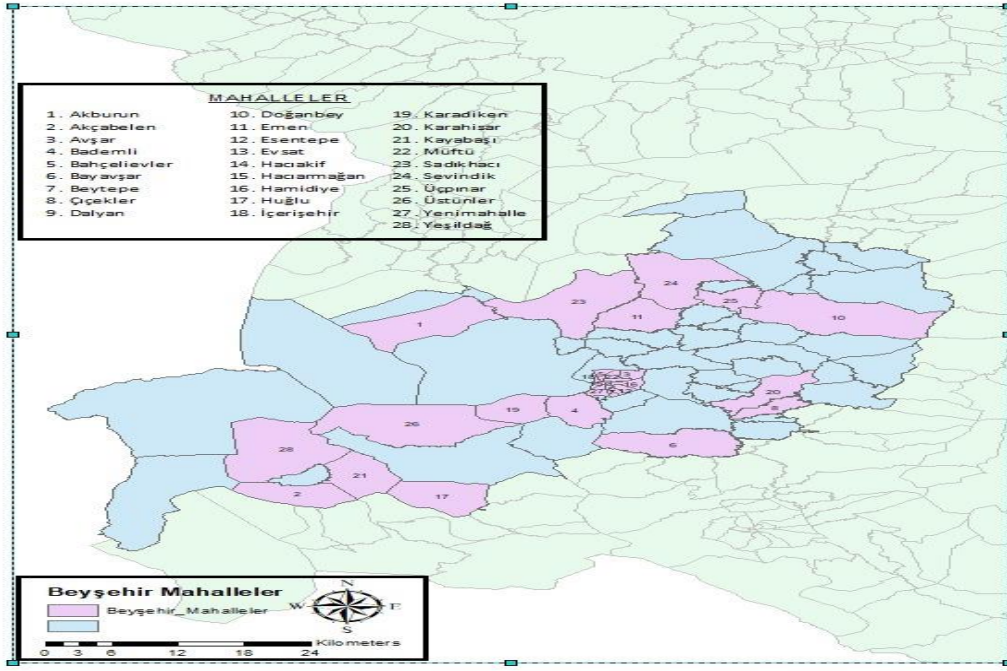 MAHALLELER
1. Akburun
2. Akçabelen
3. Avşar
4. Bademli
5. Bahçelievler
6. Bayavşar
7. Beytepe
8. Çiçekler
9. Dalyan
10. Doğanbey
11. Emen
12. Esentepe
13. Evsat
14. Hacıakif
15. Hacıarmağan
16. Hamidiye
17. Huğlu
18. İçerişehir
19. Karadiken
20. Karahisar
21. Kayabaşı
22. Müftü
23. Sadıkhacı
24. Sevindik
25. Üçpınar
26. Üstünler
27. Yenimahalle
28. Yeşildağ
24
23
25
1
11
10
20
8
19
4
26
6
28
21
2
17
Beyşehir Mahalleler
Beyşehir_Mahalleler
N
W E
S
Kilometers
0 3 6 12 18 24